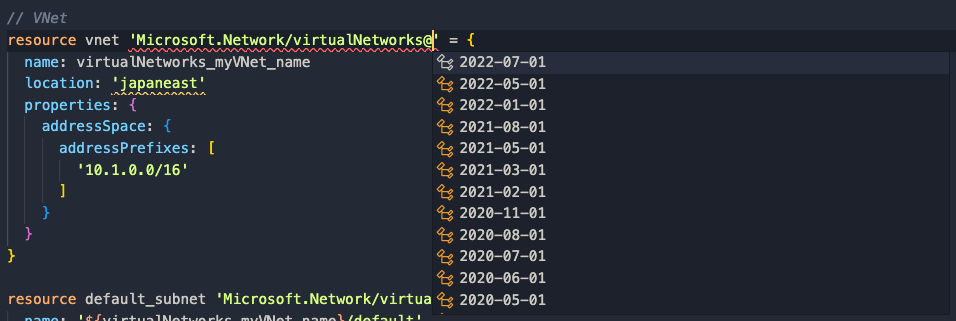 // VNet
resource vnet 'Microsoft.Network/virtualNetworks@' = {
name: virtualNetworks_myVNet_name
location: 'japaneast'
properties: {
addressSpace: {
addressPrefixes: [
'10.1.0.0/16'
]
}
}
}
resource default_subnet 'Microsoft.Network/virtua
name: '${virtualNetworks_myVNet_name}/default'
2022-07-01
2022-05-01
2022-01-01
2021-08-01
2021-05-01
2021-03-01
2021-02-01
2020-11-01
2020-08-01
2020-07-01
2020-06-01
2020-05-01